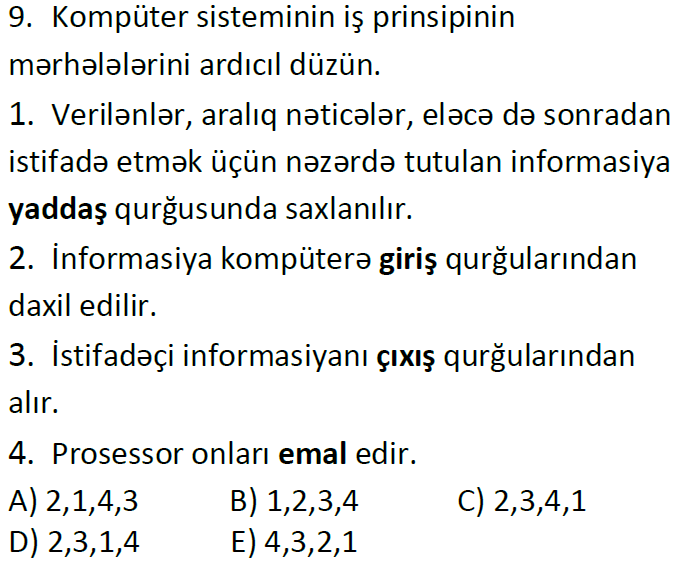 9. Kompüter sisteminin iş prinsipinin
mərhələlərini ardıcıl düzün.
1. Verilənlər, aralıq nəticələr, eləcə də sonradan
istifadə etmək üçün nəzərdə tutulan informasiya
yaddaş qurğusunda saxlanılır.
2. İnformasiya kompüterə giriş qurğularından
daxil edilir.
3. İstifadəçi informasiyanı çıxış qurğularından
alır.
4. Prosessor onları emal edir.
A) 2,1,4,3 B) 1,2,3,4 C) 2,3,4,1
D) 2,3,1,4 E) 4,3,2,1